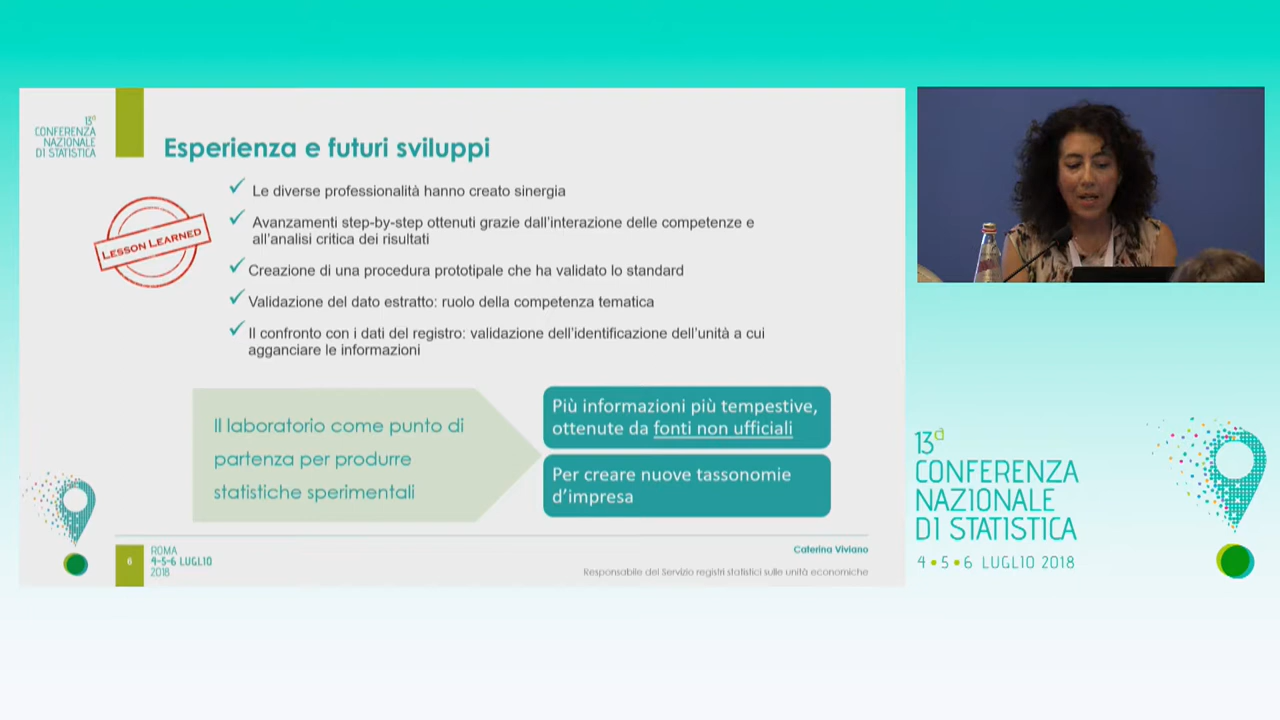 13a
CONFERENZA
NAZIONALE
DI STATISTICA
Esperienza e futuri sviluppi
LESSON LEARNED
Le diverse professionalità hanno creato sinergia
Avanzamenti step-by-step ottenuti grazie dall'interazione delle competenze e
all'analisi critica dei risultati
Creazione di una procedura prototipale che ha validato lo standard
Validazione del dato estratto: ruolo della competenza tematica
Il confronto con i dati del registro: validazione dell'identificazione dell'unità a cui
agganciare le informazioni
Il laboratorio come punto di
partenza per produrre
statistiche sperimentali
Più informazioni più tempestive,
ottenute da fonti non ufficiali
Per creare nuove tassonomie
d'impresa
6
ROMA
4-5-6 LUGLIO
2018
Caterina Viviano
Responsabile del Servizio registri statistici sulle unità economiche
13a
CONFERENZA
NAZIONALE
DI STATISTICA
4•5•6 LUGLIO 2018